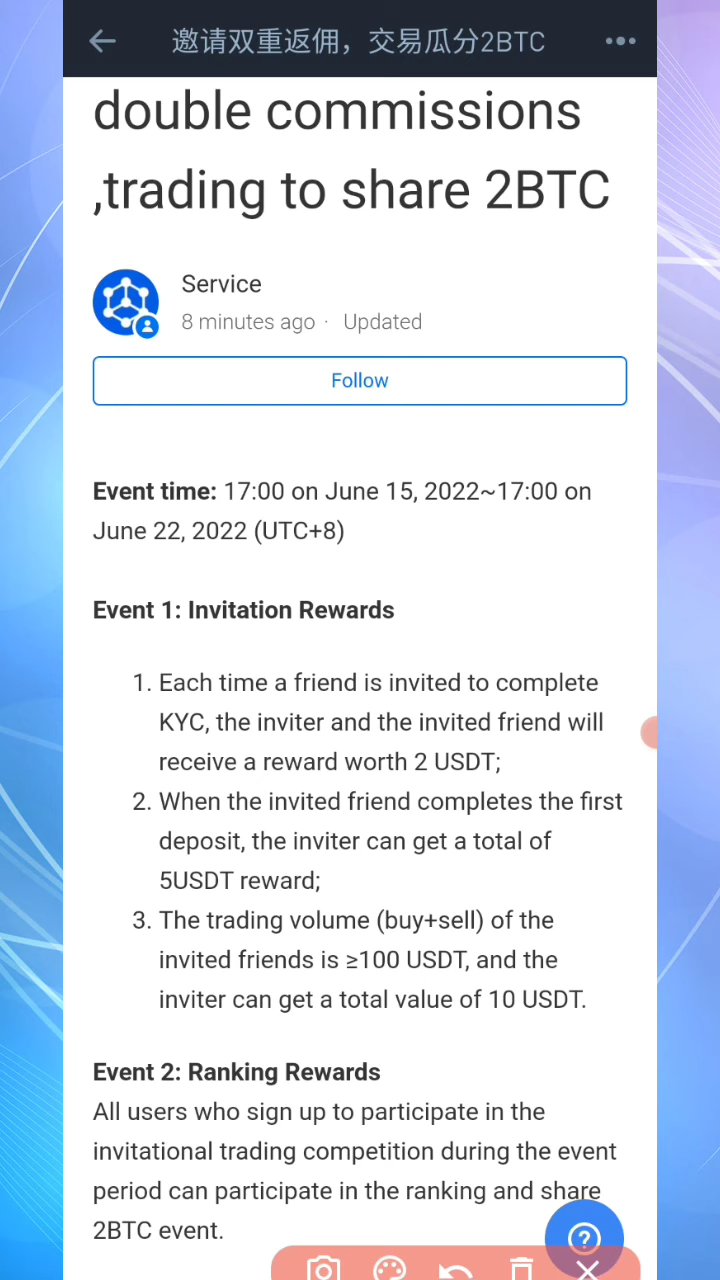 邀请双重返佣，交易瓜分2BTC
double commissions
,trading to share 2BTC
Service
8 minutes ago · Updated
Follow
Event time: 17:00 on June 15, 2022~17:00 on
June 22, 2022 (UTC+8)
Event 1: Invitation Rewards
1. Each time a friend is invited to complete
KYC, the inviter and the invited friend will
receive a reward worth 2 USDT;
2. When the invited friend completes the first
deposit, the inviter can get a total of
5USDT reward;
3. The trading volume (buy+sell) of the
invited friends is ≥100 USDT, and the
inviter can get a total value of 10 USDT.
Event 2: Ranking Rewards
All users who sign up to participate in the
invitational trading competition during the event
period can participate in the ranking and share
2BTC event.